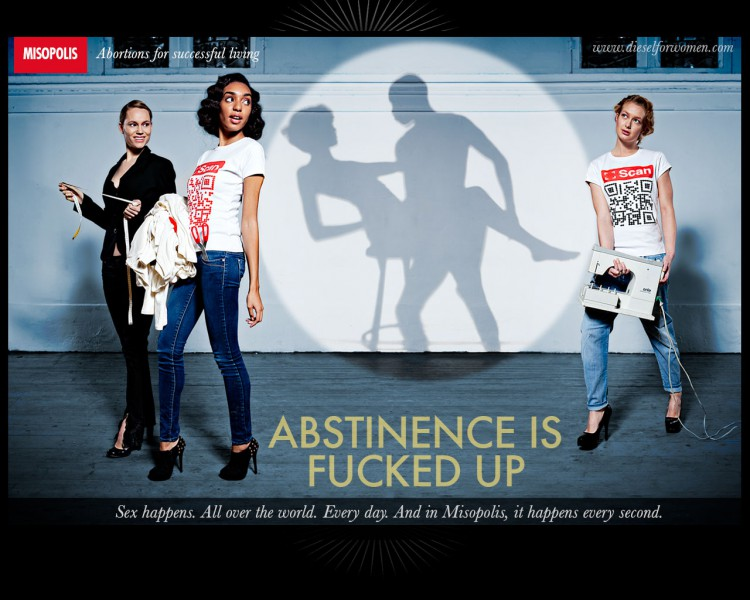 MISOPOLIS
Abortions for successful living
www.dieselforwomen.com
Scan
Scan
ABSTINENCE IS
FUCKED UP
Sex happens. All over the world. Every day. And in Misopolis, it happens every second.